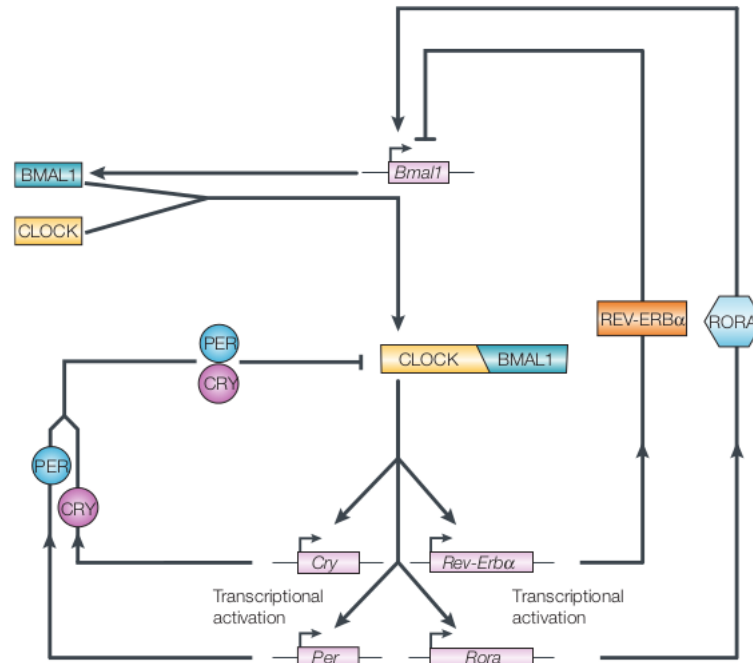 Bmal1
BMAL1
CLOCK
REV-ERBα
RORA
PER
CRY
CLOCK
BMAL1
PER
CRY
Cry
Rev-Erbα
Transcriptional
activation
Transcriptional
activation
Per
Rora